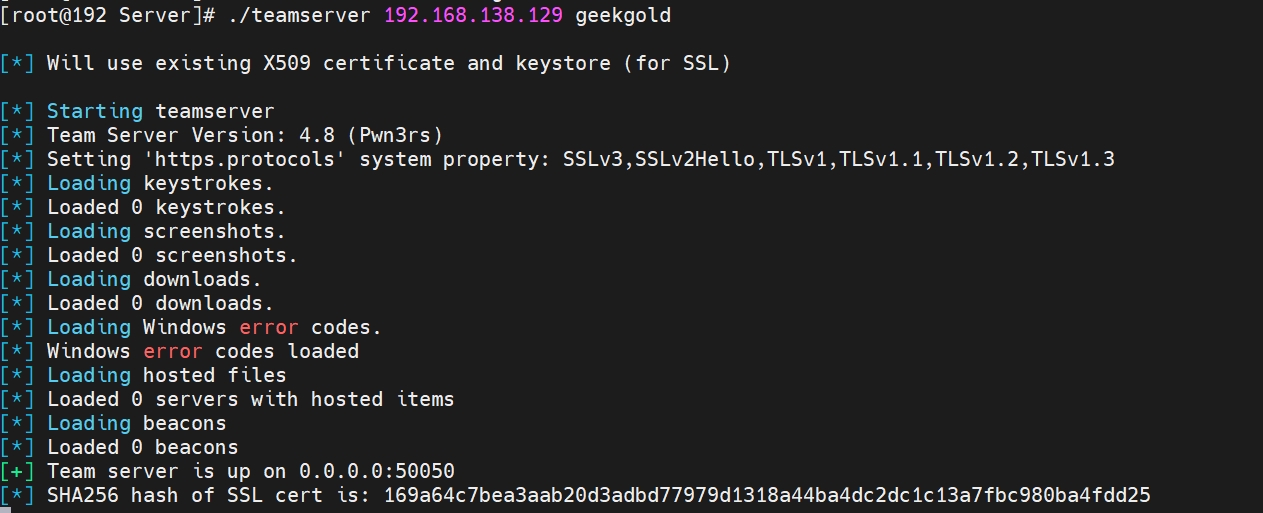 [root@192 Server]# ./teamserver 192.168.138.129 geekgold
[*] Will use existing X509 certificate and keystore (for SSL)
[*] Starting teamserver
[*] Team Server Version: 4.8 (Pwn3rs)
[*] Setting 'https.protocols' system property: SSLv3,SSLv2Hello,TLSv1,TLSv1.1,TLSv1.2,TLSv1.3
[*] Loading keystrokes.
[*] Loaded 0 keystrokes.
[*] Loading screenshots.
[*] Loaded 0 screenshots.
[*] Loading downloads.
[*] Loaded 0 downloads.
[*] Loading Windows error codes.
[*] Windows error codes loaded
[*] Loading hosted files
[*] Loaded 0 servers with hosted items
[*] Loading beacons
[*] Loaded 0 beacons
[+] Team server is up on 0.0.0.0:50050
[*] SHA256 hash of SSL cert is: 169a64c7bea3aab20d3adbd77979d1318a44ba4dc2dc1c13a7fbc980ba4fdd25